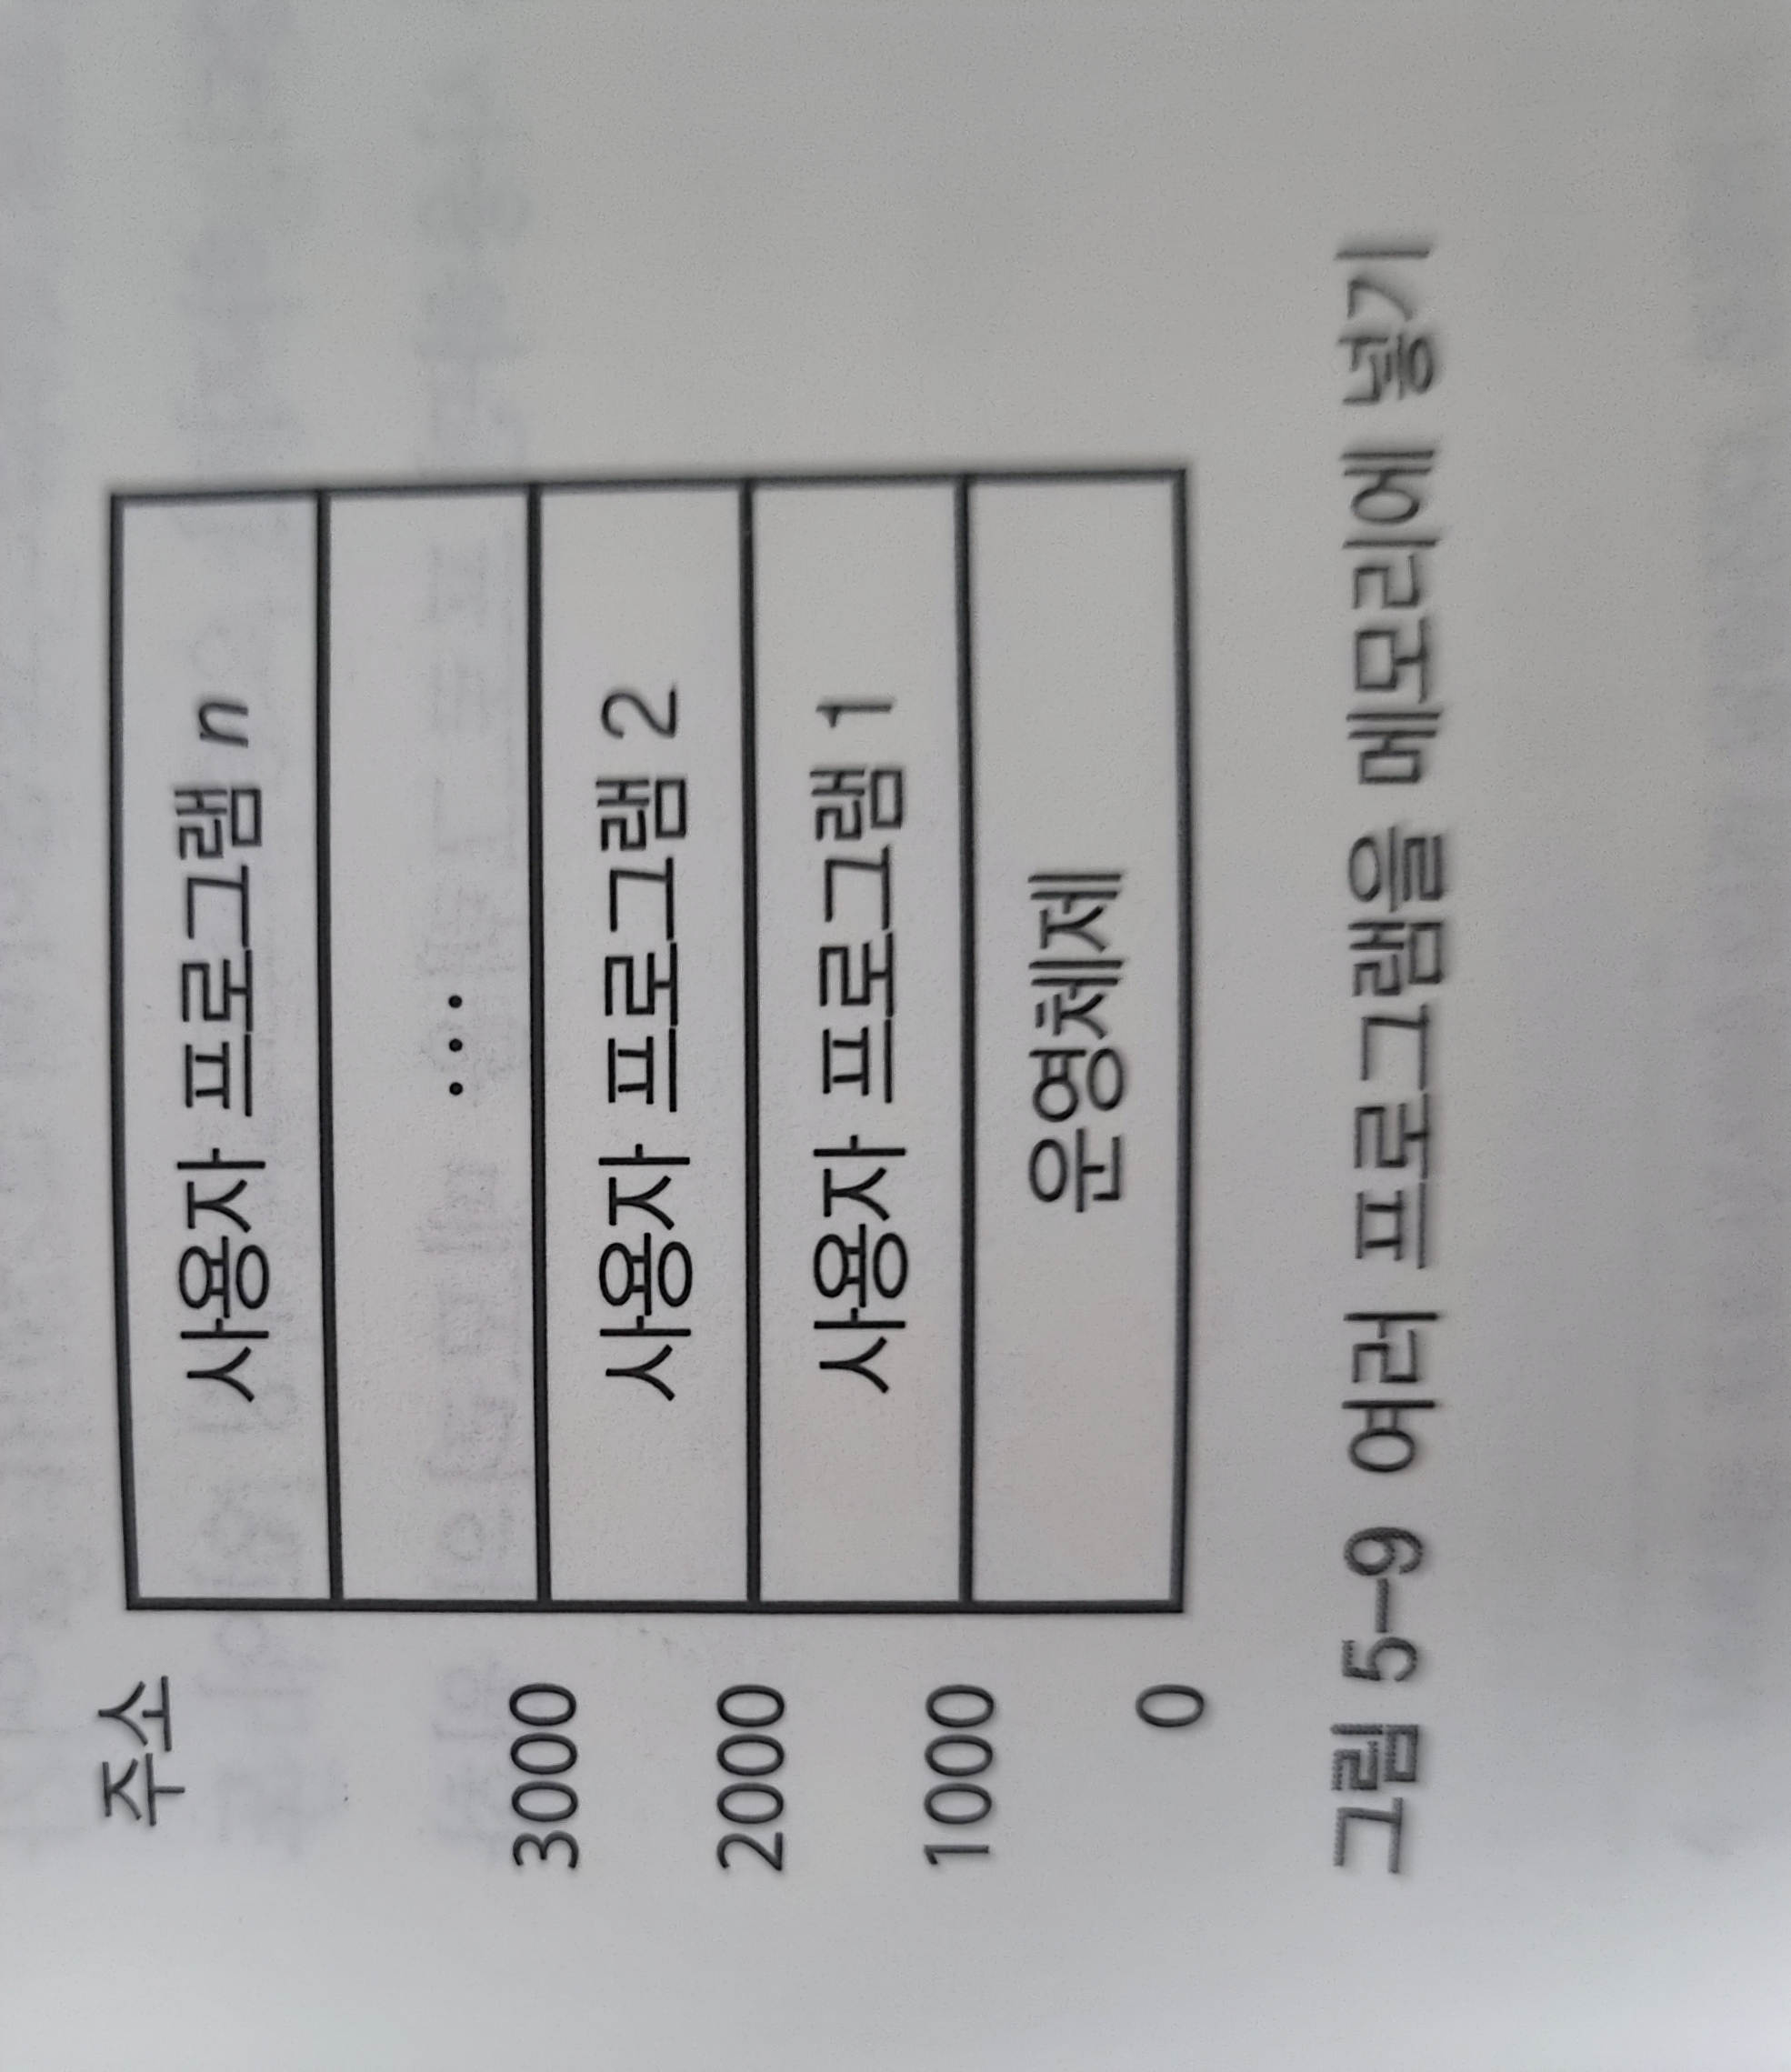 주소
사용자 프로그램 n
...
3000
사용자 프로그램 2
2000
사용자 프로그램 1
1000
운영체제
0
그림 5-9 여러 프로그램을 메모리에 넣기